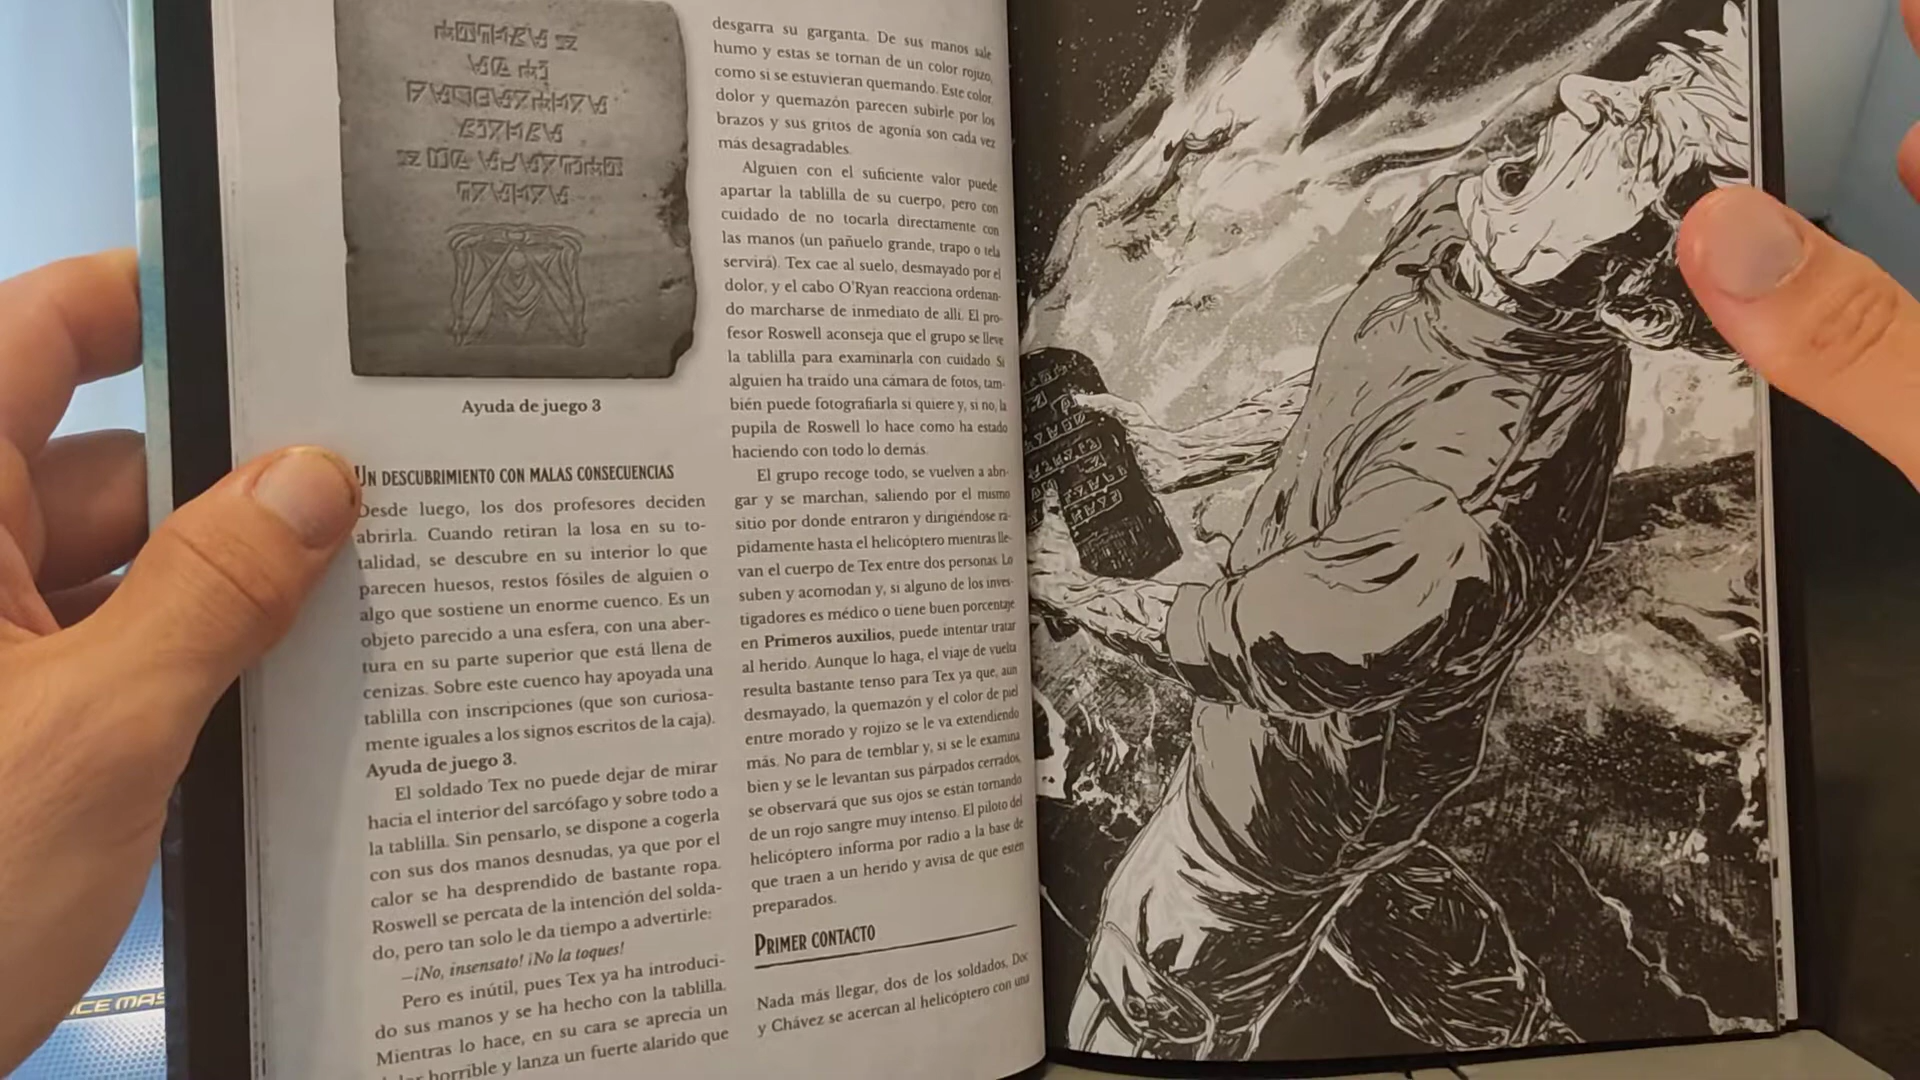 Ayuda de juego 3
UN DESCUBRIMIENTO CON MALAS CONSECUENCIAS
Desde luego, los dos profesores deciden
abrirla. Cuando retiran la losa en su to-
talidad, se descubre en su interior lo que
parecen huesos, restos fósiles de alguien o
algo que sostiene un enorme cuenco. Es un
objeto parecido a una esfera, con una aber-
tura en su parte superior que está llena de
cenizas. Sobre este cuenco hay apoyada una
tablilla con inscripciones (que son curiosa-
mente iguales a los signos escritos de la caja).
Ayuda de juego 3.
El soldado Tex no puede dejar de mirar
hacia el interior del sarcófago y sobre todo a
la tablilla. Sin pensarlo, se dispone a cogerla
con sus dos manos desnudas, ya que por el
calor se ha desprendido de bastante ropa.
Roswell se percata de la intención del solda-
do, pero tan solo le da tiempo a advertirle:
—¡No, insensato! ¡No la toques!
Pero es inútil, pues Tex ya ha introduci-
do sus manos y se ha hecho con la tablilla.
Mientras lo hace, en su cara se aprecia un
horrible y lanza un fuerte alarido que
desgarra su garganta. De sus manos sale
humo y estas se tornan de un color rojizo,
como si se estuvieran quemando. Este color,
dolor y quemazón parecen subirle por los
brazos y sus gritos de agonía son cada vez
más desagradables.
Alguien con el suficiente valor puede
apartar la tablilla de su cuerpo, pero con
cuidado de no tocarla directamente con
las manos (un pañuelo grande, trapo o tela
servirá). Tex cae al suelo, desmayado por el
dolor, y el cabo O'Ryan reacciona ordenan-
do marcharse de inmediato de allí. El pro-
fesor Roswell aconseja que el grupo se lleve
la tablilla para examinarla con cuidado. Si
alguien ha traído una cámara de fotos, tam-
bién puede fotografiarla si quiere y, si no, la
pupila de Roswell lo hace como ha estado
haciendo con todo lo demás.
El grupo recoge todo, se vuelven a abri-
gar y se marchan, saliendo por el mismo
sitio por donde entraron y dirigiéndose rá-
pidamente hasta el helicóptero mientras lle-
van el cuerpo de Tex entre dos personas. Lo
suben y acomodan y, si alguno de los inves-
tigadores es médico o tiene buen porcentaje
en Primeros auxilios, puede intentar tratar
al herido. Aunque lo haga, el viaje de vuelta
resulta bastante tenso para Tex ya que, aun
desmayado, la quemazón y el color de piel
entre morado y rojizo se le va extendiendo
más. No para de temblar y, si se le examina
bien y se le levantan sus párpados cerrados,
se observará que sus ojos se están tornando
de un rojo sangre muy intenso. El piloto del
helicóptero informa por radio a la base de
que traen a un herido y avisa de que estén
preparados.
PRIMER CONTACTO
Nada más llegar, dos de los soldados, Doc
y Chávez se acercan al helicóptero con una